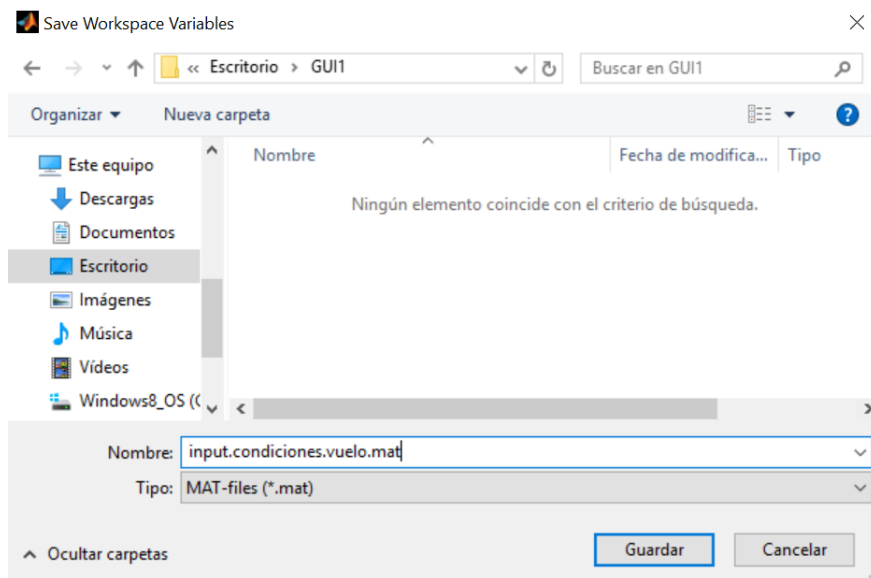 Save Workspace Variables
« Escritorio > GUI1
Buscar en GUI1
Organizar
Nueva carpeta
Este equipo
Descargas
Documentos
Escritorio
Imágenes
Música
Vídeos
Windows8_OS (C
Nombre
Fecha de modifica...
Tipo
Ningún elemento coincide con el criterio de búsqueda.
Nombre: input.condiciones.vuelo.mat
Tipo: MAT-files (*.mat)
Ocultar carpetas
Guardar
Cancelar